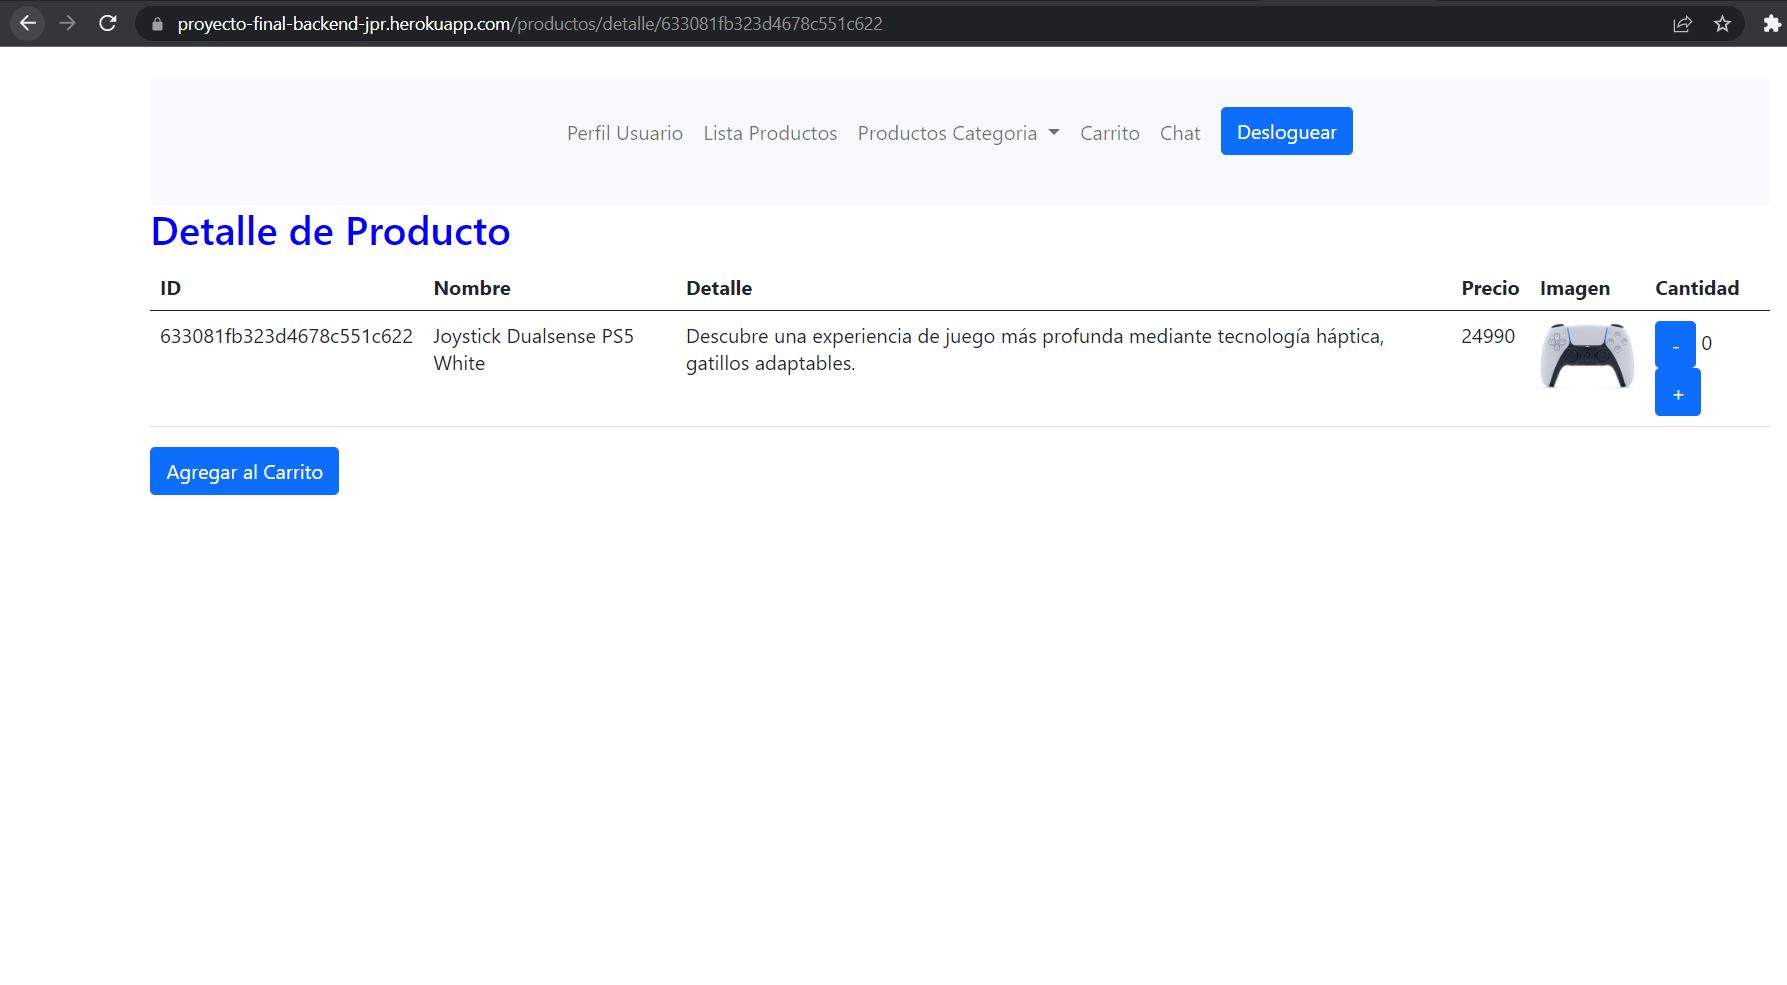 proyecto-final-backend-jpr.herokuapp.com/productos/detalle/633081fb323d4678c551c622
Perfil Usuario Lista Productos Productos Categoria Carrito Chat Desloguear
Detalle de Producto
ID Nombre Detalle Precio Imagen Cantidad
633081fb323d4678c551c622 Joystick Dualsense PS5 Descubre una experiencia de juego más profunda mediante tecnología háptica, 24990 - 0
White gatillos adaptables.
+
Agregar al Carrito